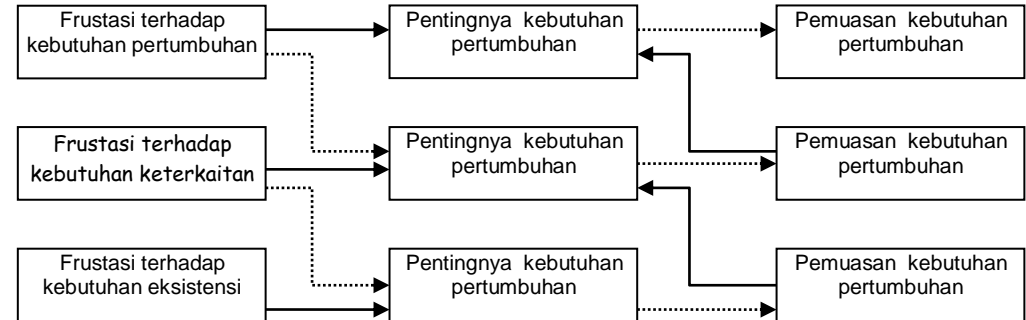 Frustasi terhadap
kebutuhan pertumbuhan
Pentingnya kebutuhan
pertumbuhan
Pemuasan kebutuhan
pertumbuhan
Frustasi terhadap
kebutuhan keterkaitan
Pentingnya kebutuhan
pertumbuhan
Pemuasan kebutuhan
pertumbuhan
Frustasi terhadap
kebutuhan eksistensi
Pentingnya kebutuhan
pertumbuhan
Pemuasan kebutuhan
pertumbuhan